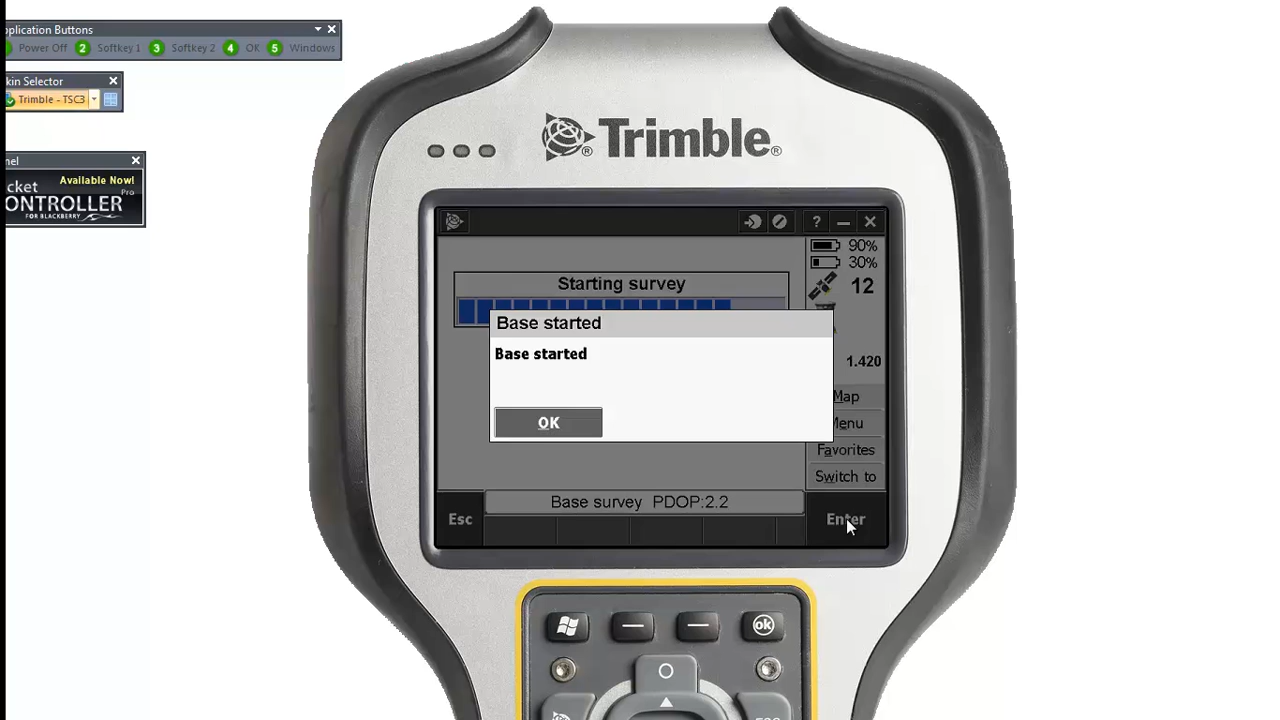 pplication Buttons
Power Off 2 Softkey 1 3 Softkey 2 4 OK 5 Windows
kin Selector
Trimble - TSC3
nel
Available Now!
cket Pro
ONTROLLER
FOR BLACKBERRY
Trimble®
? — X
90%
30%
Starting survey
12
Base started
Base started
1.420
OK
Map
Menu
Favorites
Switch to
Base survey PDOP:2.2
Esc
Enter
ok